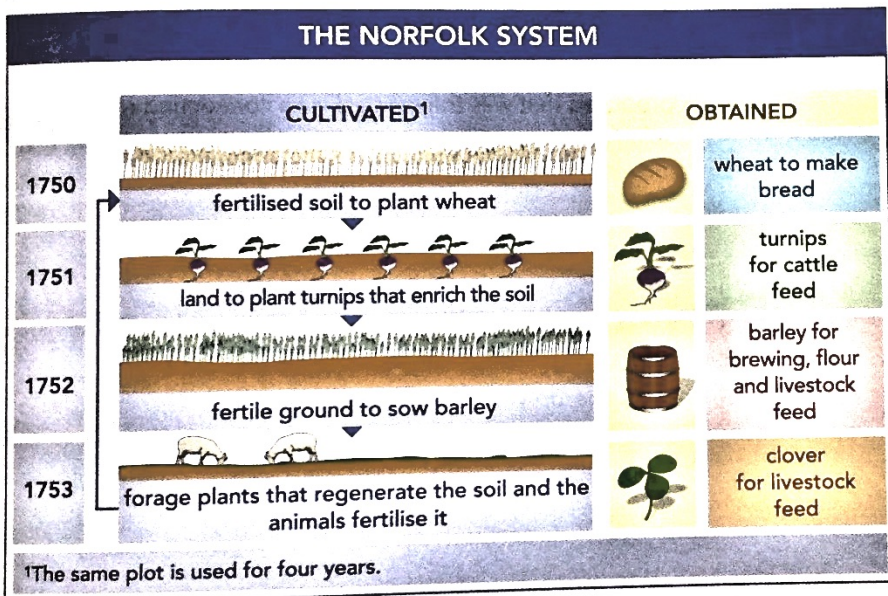 THE NORFOLK SYSTEM
CULTIVATED¹
OBTAINED
1750
fertilised soil to plant wheat
wheat to make
bread
1751
land to plant turnips that enrich the soil
turnips
for cattle
feed
1752
fertile ground to sow barley
barley for
brewing, flour
and livestock
feed
1753
forage plants that regenerate the soil and the
animals fertilise it
clover
for livestock
feed
¹The same plot is used for four years.